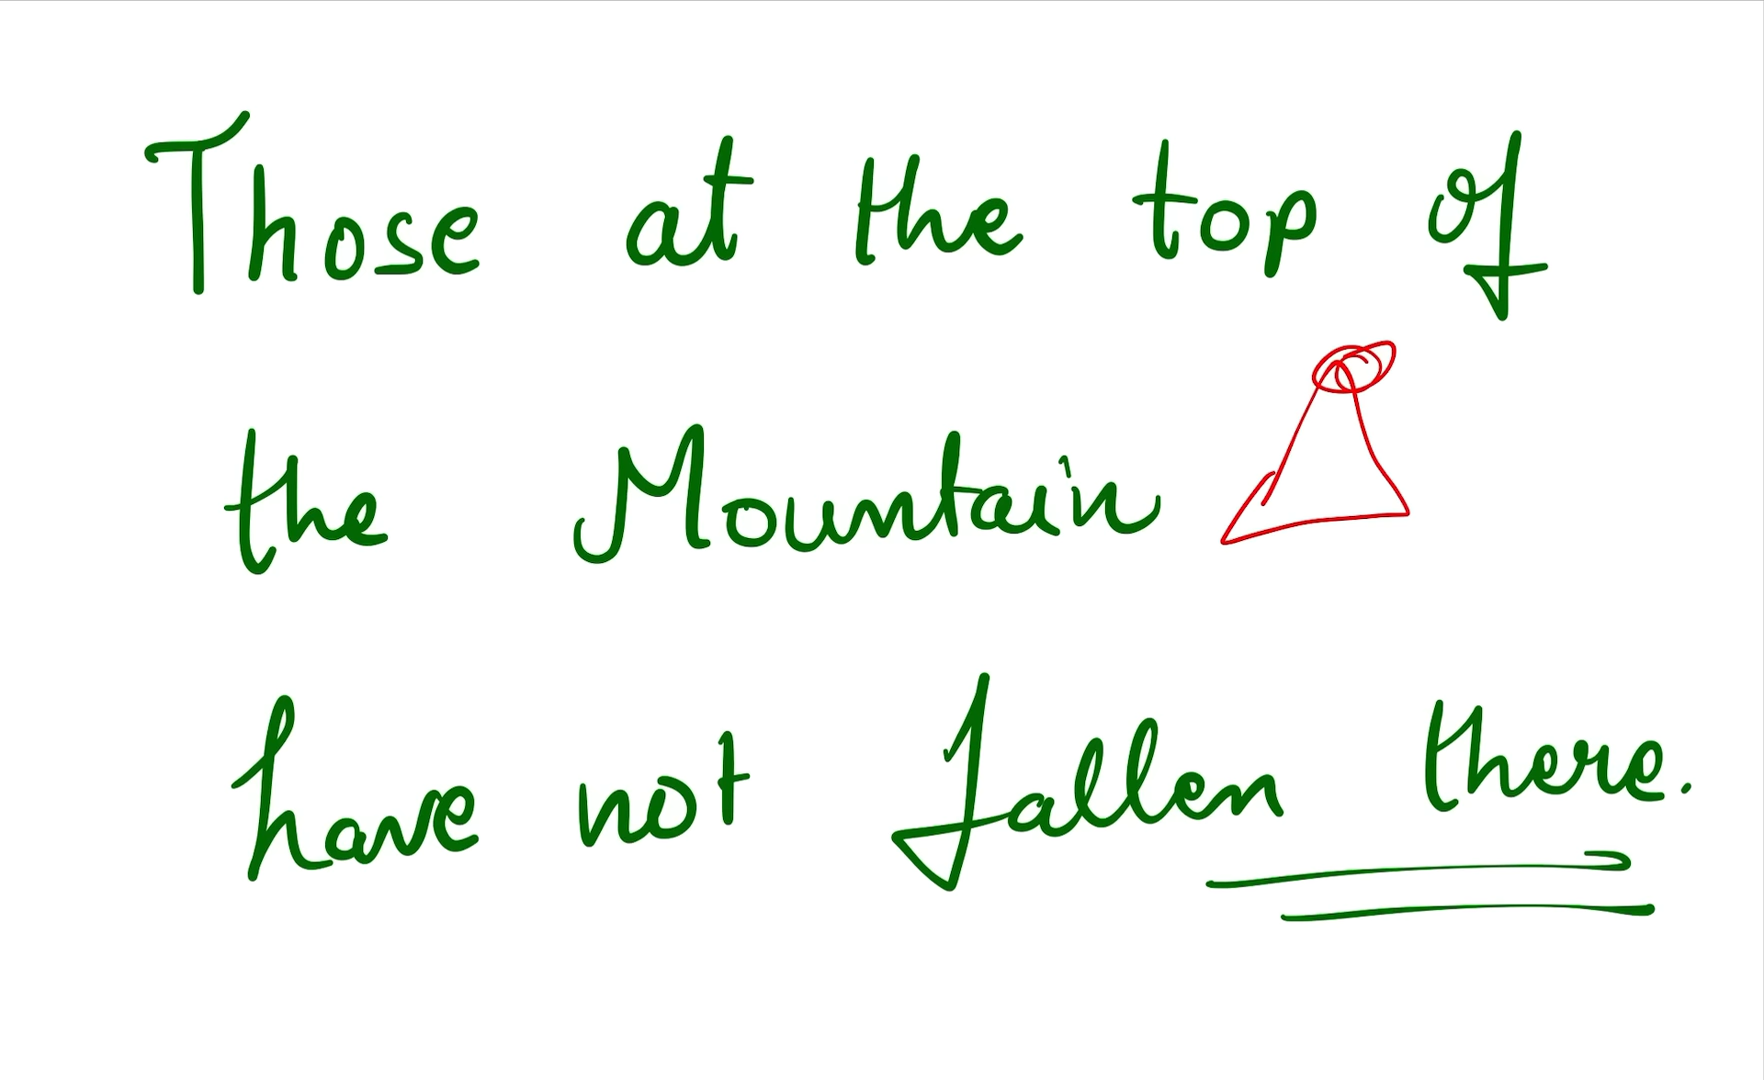 Those at the top of
the Mountain
have not fallen there.